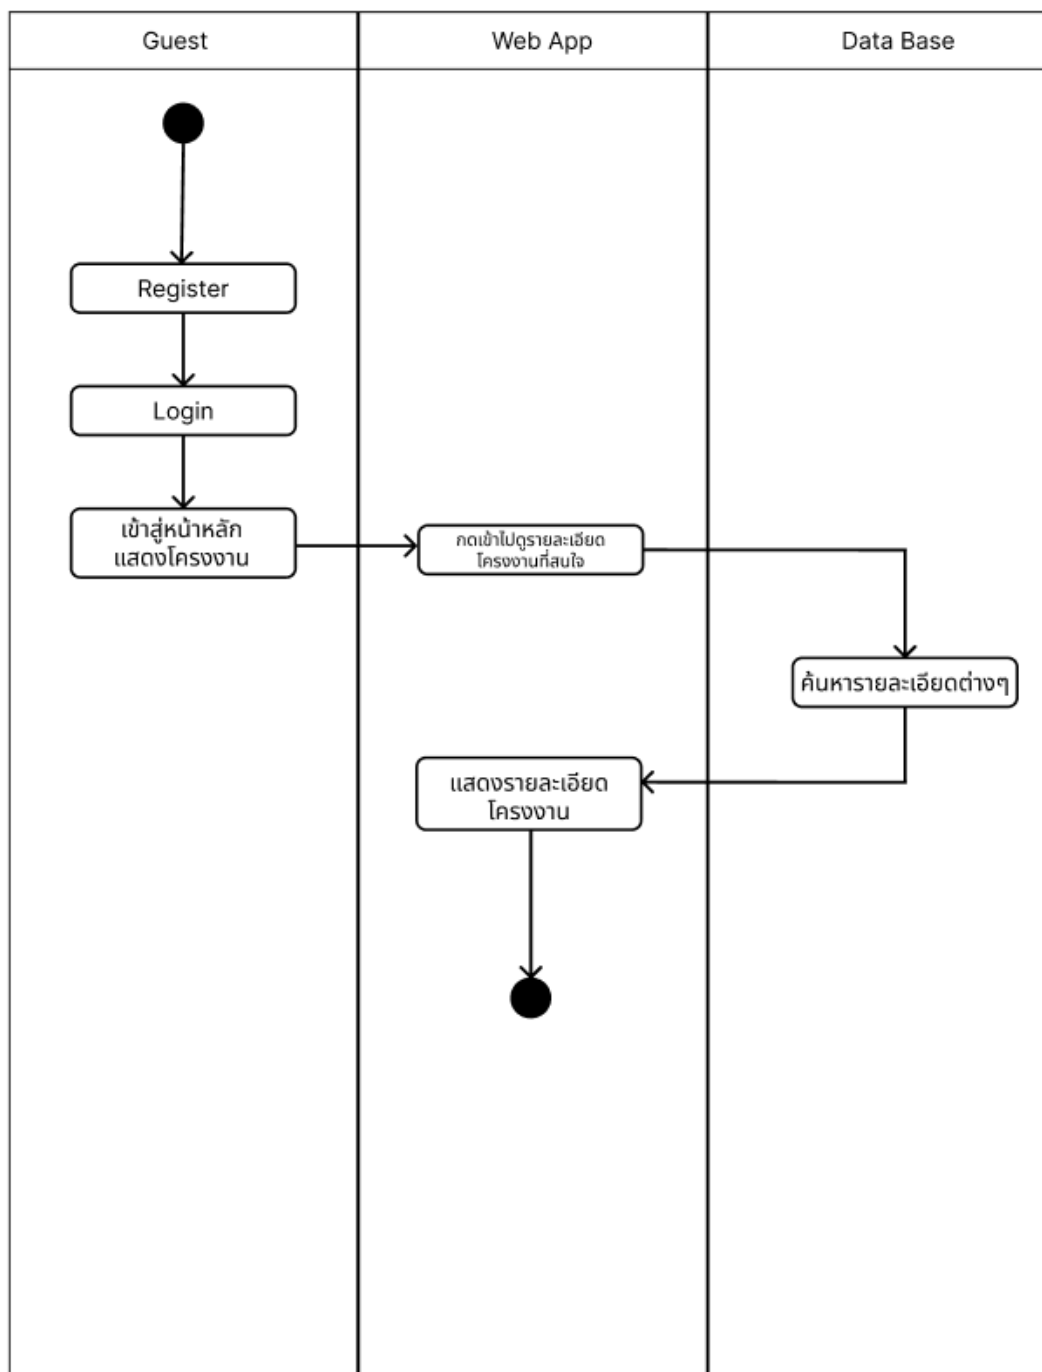 Guest
Web App
Data Base
Register
Login
เข้าสู่หน้าหลัก
แสดงโครงงาน
กดเข้าไปดูรายละเอียด
โครงงานที่สนใจ
ค้นหารายละเอียดต่างๆ
แสดงรายละเอียด
โครงงาน